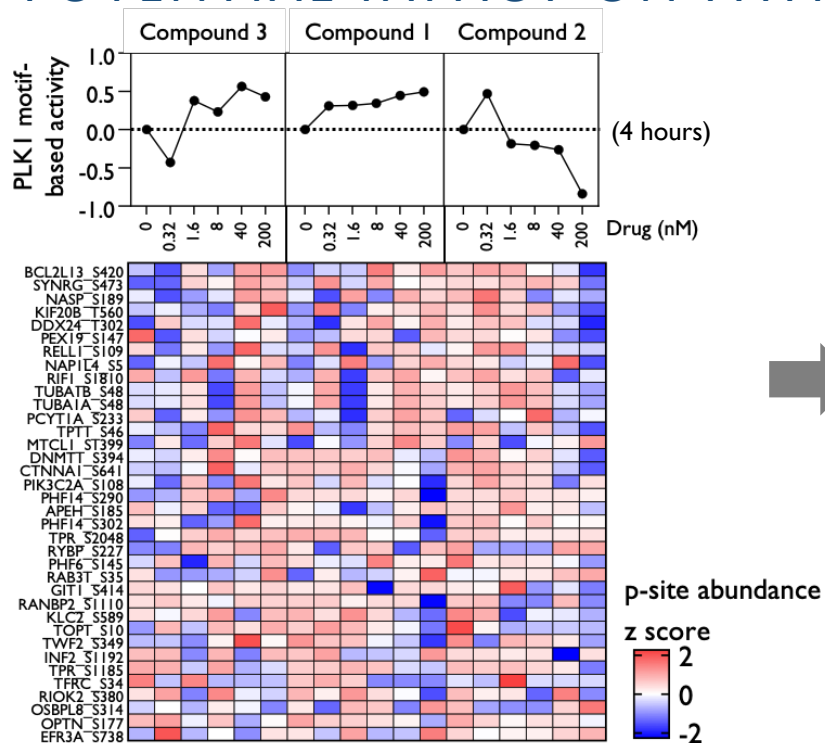 Compound 3 Compound 1 Compound 2
PLK1 motif-
based activity
1.0
0.5
0.0
-0.5
-1.0
(4 hours)
0 0.32 1.6 8 40 200 0 0.32 1.6 8 40 200 0 0.32 1.6 8 40 200 Drug (nM)
BCL2L13_S420
SYNRG_S473
NASP_S189
KIF20B_T560
DDX24_T302
PEX19_S147
RELL1_S109
NAP1L4_S5
RIF1_S1810
TUBATB_S48
TUBA1A_S48
PCYT1A_S233
TPTT_S46
MTCL1_ST399
DNMTT_S394
CTNNA1_S641
PIK3C2A_S108
PHF14_S290
APEH_S185
PHF14_S302
TPR_S2048
RYBP_S227
PHF6_S145
RAB3T_S35
GIT1_S414
RANBP2_S1110
KLC2_S589
TOPT_S10
TWF2_S349
INF2_S1192
TPR_S1185
TFRC_S34
RIOK2_S380
OSBPL8_S314
OPTN_S177
EFR3A_S738
p-site abundance
z score
2
0
-2